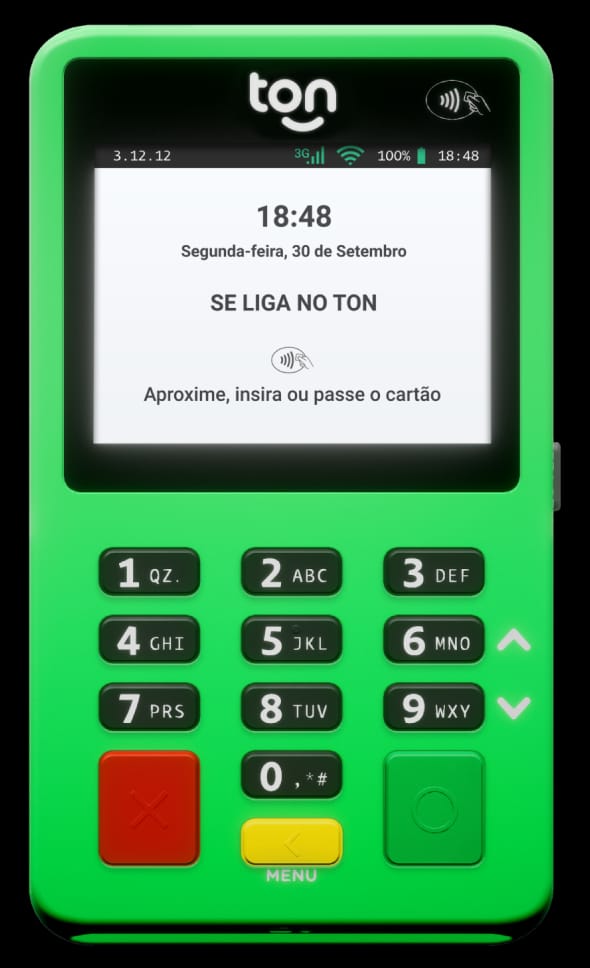 ton
3.12.12 3G 100% 18:48
18:48
Segunda-feira, 30 de Setembro
SE LIGA NO TON
Aproxime, insira ou passe o cartão
1 QZ. 2 ABC 3 DEF
4 GHI 5 JKL 6 MNO
7 PRS 8 TUV 9 WXY
0 ,*#
MENU